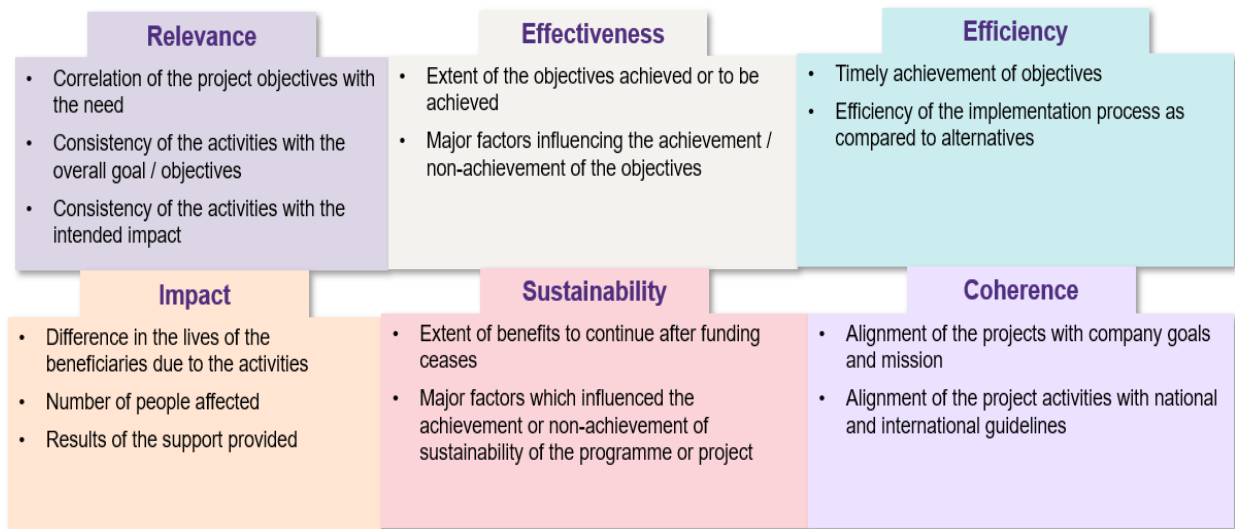 Relevance
• Correlation of the project objectives with
the need
• Consistency of the activities with the
overall goal / objectives
• Consistency of the activities with the
intended impact
Effectiveness
• Extent of the objectives achieved or to be
achieved
• Major factors influencing the achievement /
non-achievement of the objectives
Efficiency
• Timely achievement of objectives
• Efficiency of the implementation process as
compared to alternatives
Impact
• Difference in the lives of the
beneficiaries due to the activities
• Number of people affected
• Results of the support provided
Sustainability
• Extent of benefits to continue after funding
ceases
• Major factors which influenced the
achievement or non-achievement of
sustainability of the programme or project
Coherence
• Alignment of the projects with company goals
and mission
• Alignment of the project activities with national
and international guidelines